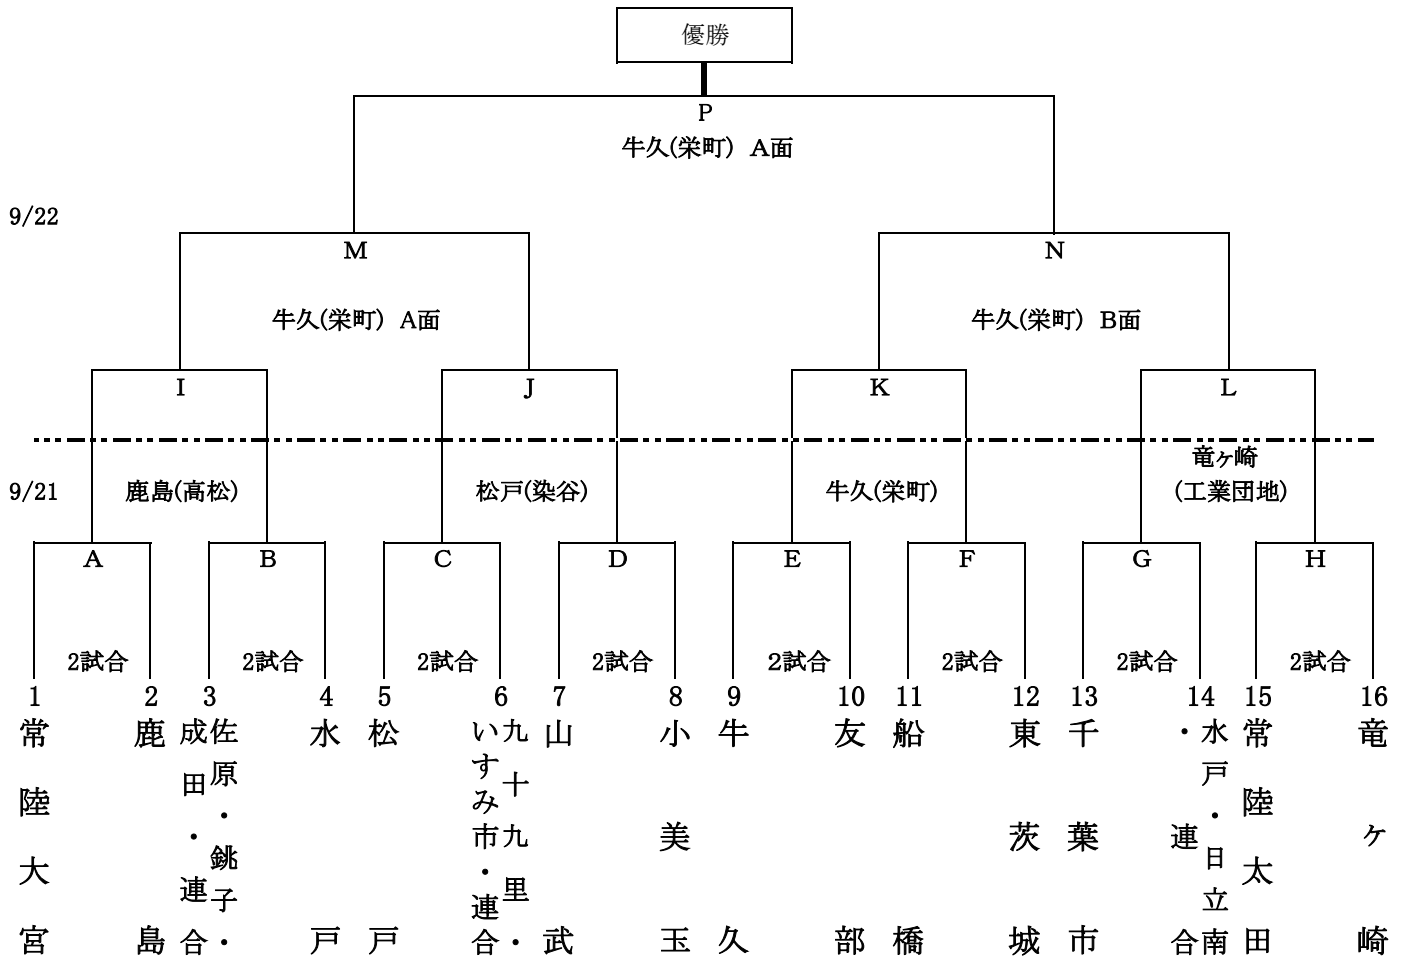 優勝
P
牛久(栄町) A面
9/22
M
N
牛久(栄町) A面
牛久(栄町) B面
I
J
K
L
9/21
鹿島(高松)
松戸(染谷)
牛久(栄町)
竜ヶ崎
(工業団地)
A
B
C
D
E
F
G
H
2試合
2試合
2試合
2試合
2試合
2試合
2試合
2試合
1
2
3
4
5
6
7
8
9
10
11
12
13
14
15
16
常陸大宮
鹿島
佐原・銚子・
成田・連合
水戸
松戸
九十九里・
いすみ市・連合
山武
小美玉
牛久
友部
船橋
東茨城
千葉市
水戸・日立南
・連合
常陸太田
竜ケ崎